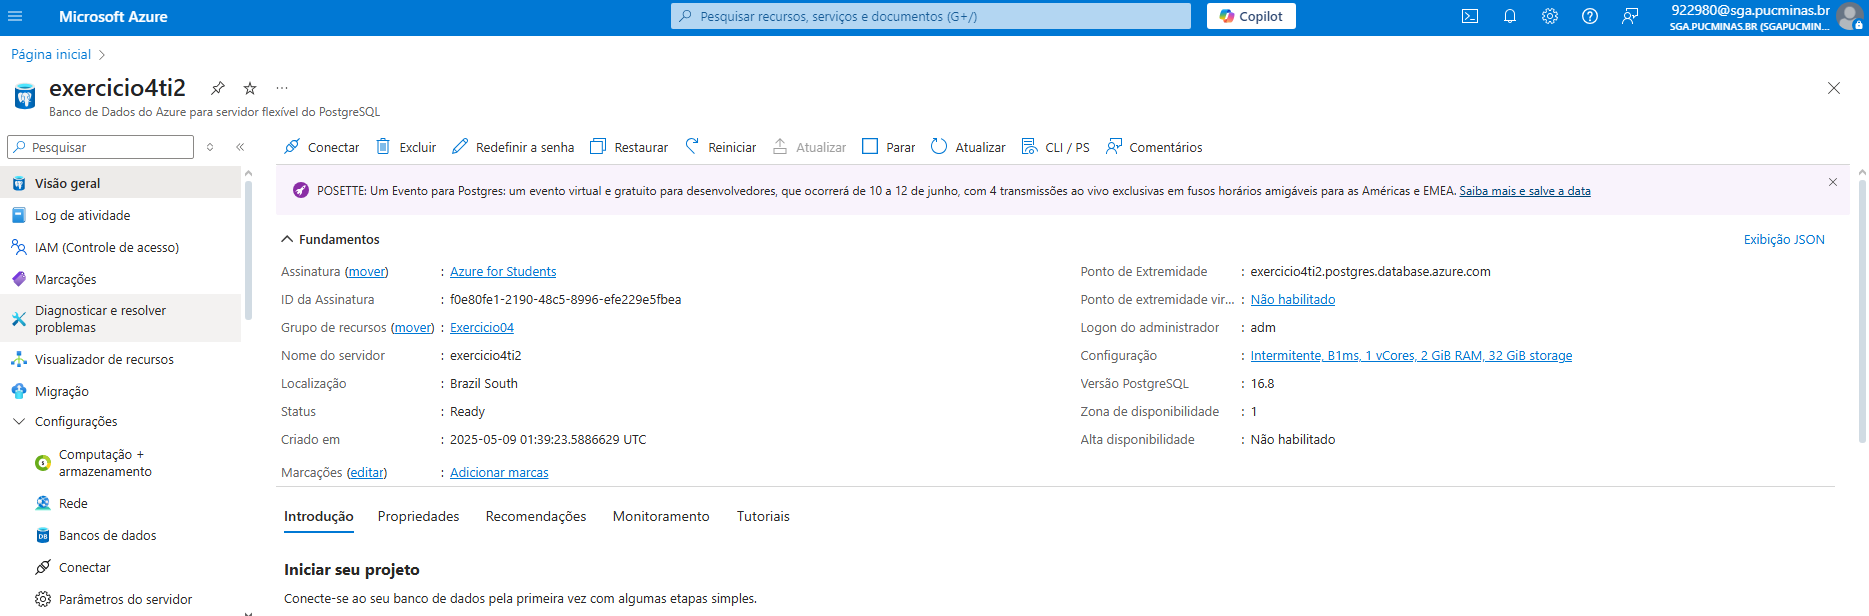 Microsoft Azure
Pesquisar recursos, serviços e documentos (G+/)
Copilot
922980@sga.pucminas.br
SGA.PUCMINAS.BR (SGAPUCMIN...
Página inicial
exercicio4ti2
Banco de Dados do Azure para servidor flexível do PostgreSQL
Pesquisar
Conectar Excluir Redefinir a senha Restaurar Reiniciar Atualizar Parar Atualizar CLI / PS Comentários
POSETTE: Um Evento para Postgres: um evento virtual e gratuito para desenvolvedores, que ocorrerá de 10 a 12 de junho, com 4 transmissões ao vivo exclusivas em fusos horários amigáveis para as Américas e EMEA. Saiba mais e salve a data
Visão geral
Log de atividade
IAM (Controle de acesso)
Marcações
Diagnosticar e resolver
problemas
Visualizador de recursos
Migração
Configurações
Computação +
armazenamento
Rede
Bancos de dados
Conectar
Parâmetros do servidor
Fundamentos
Exibição JSON
Assinatura (mover) : Azure for Students
ID da Assinatura : f0e80fe1-2190-48c5-8996-efe229e5fbea
Grupo de recursos (mover) : Exercicio04
Nome do servidor : exercicio4ti2
Localização : Brazil South
Status : Ready
Criado em : 2025-05-09 01:39:23.5886629 UTC
Marcações (editar) : Adicionar marcas
Ponto de Extremidade : exercicio4ti2.postgres.database.azure.com
Ponto de extremidade vir... : Não habilitado
Logon do administrador : adm
Configuração : Intermitente, B1ms, 1 vCores, 2 GiB RAM, 32 GiB storage
Versão PostgreSQL : 16.8
Zona de disponibilidade : 1
Alta disponibilidade : Não habilitado
Introdução Propriedades Recomendações Monitoramento Tutoriais
Iniciar seu projeto
Conecte-se ao seu banco de dados pela primeira vez com algumas etapas simples.